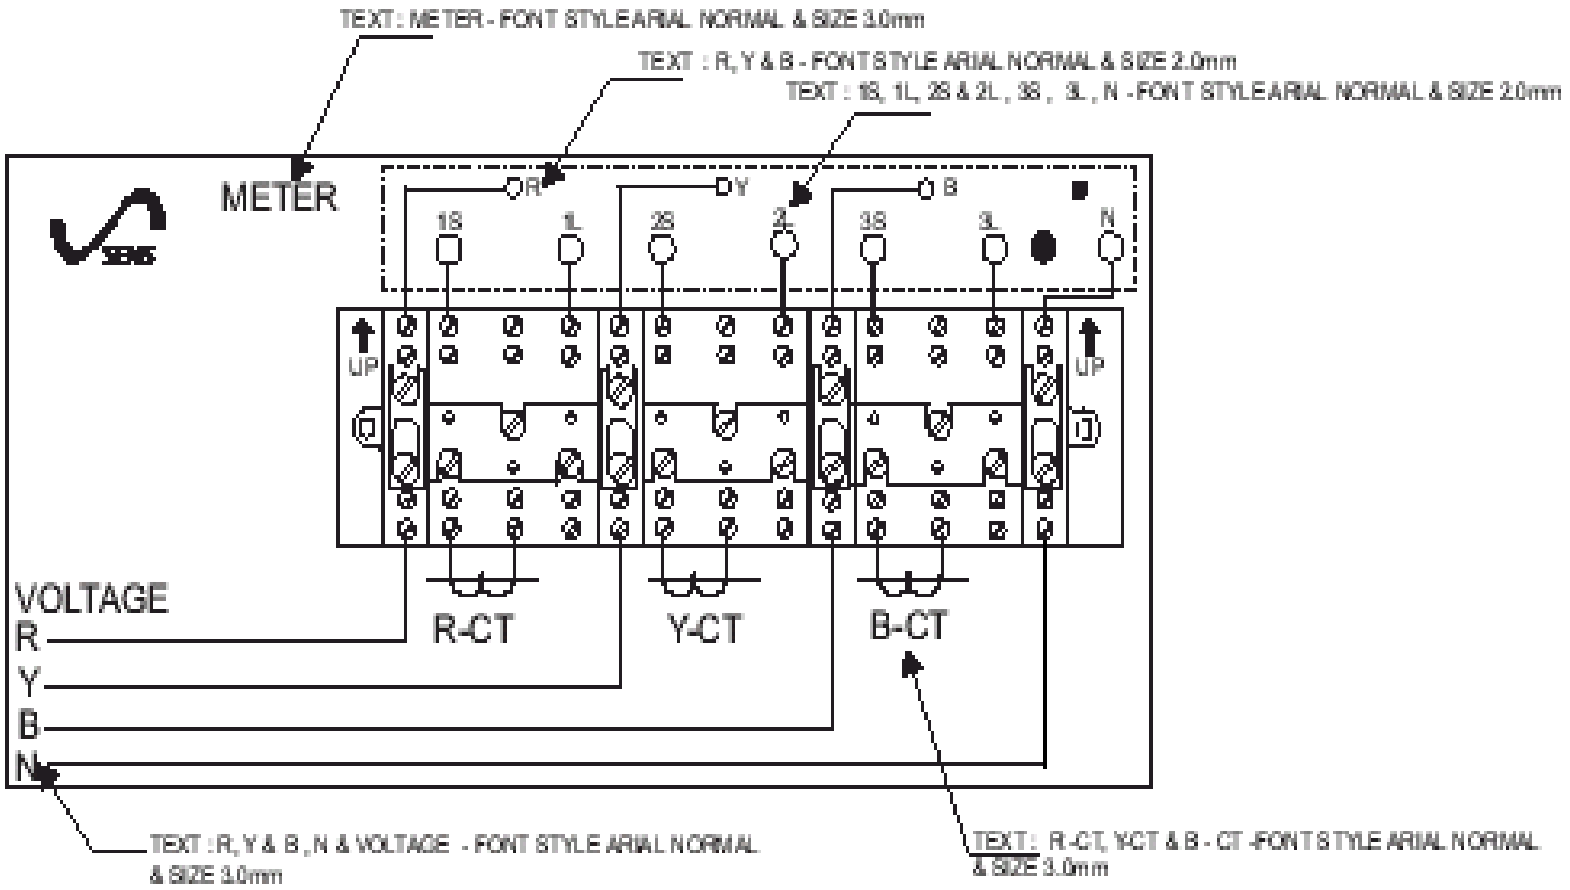 TEXT : METER - FONT STYLE ARIAL NORMAL & SIZE 3.0mm
TEXT : R, Y & B - FONT STYLE ARIAL NORMAL & SIZE 2.0mm
TEXT : 1S, 1L, 2S & 2L , 3S , 3L , N - FONT STYLE ARIAL NORMAL & SIZE 2.0mm
METER
R Y B
1S 1L 2S 2L 3S 3L N
SEMS
UP UP
VOLTAGE
R
Y
B
N
R-CT Y-CT B-CT
TEXT : R, Y & B , N & VOLTAGE - FONT STYLE ARIAL NORMAL
& SIZE 3.0mm
TEXT : R-CT, Y-CT & B - CT -FONT STYLE ARIAL NORMAL
& SIZE 3.0mm